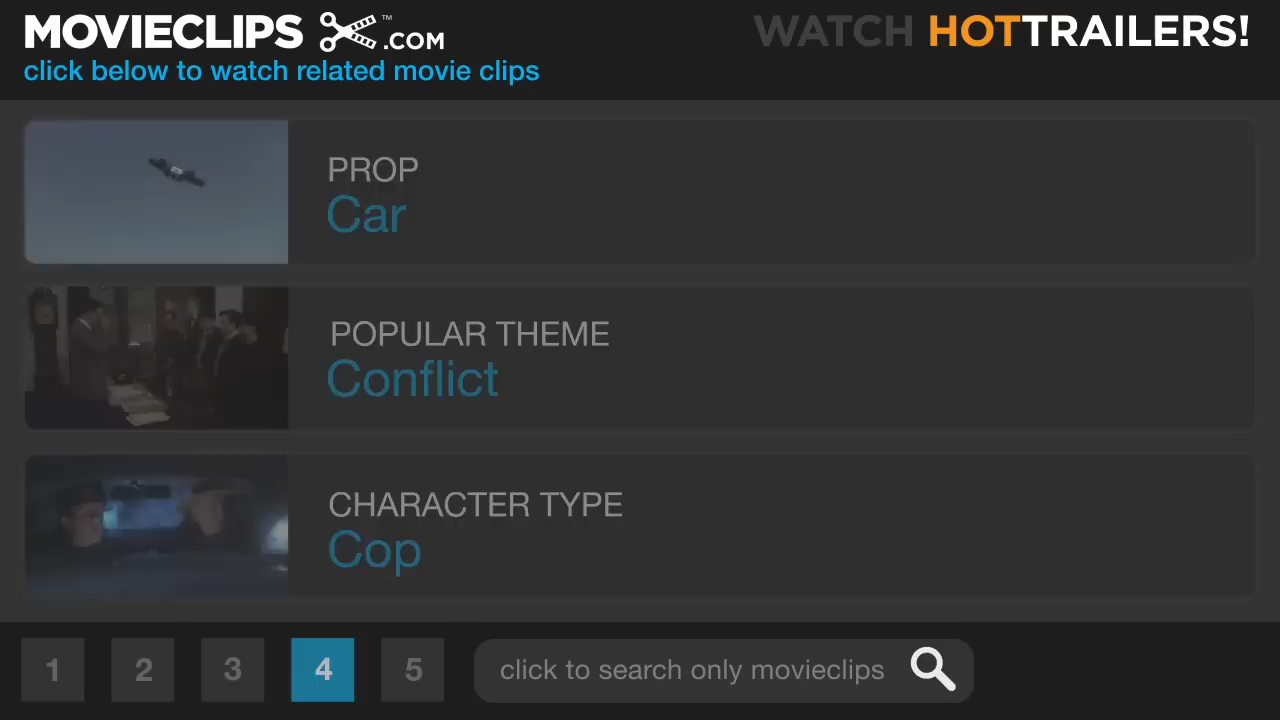 MOVIECLIPS ™ .COM
WATCH HOTTRAILERS!
click below to watch related movie clips
PROP
Car
POPULAR THEME
Conflict
CHARACTER TYPE
Cop
1 2 3 4 5
click to search only movieclips